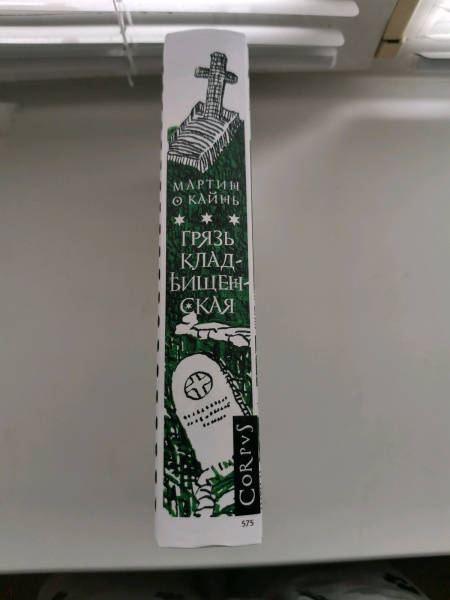 МАРТИН
О КАЙНЬ
ГРЯЗЬ
КЛАД-
БИЩЕН-
СКАЯ
CORPVS
575